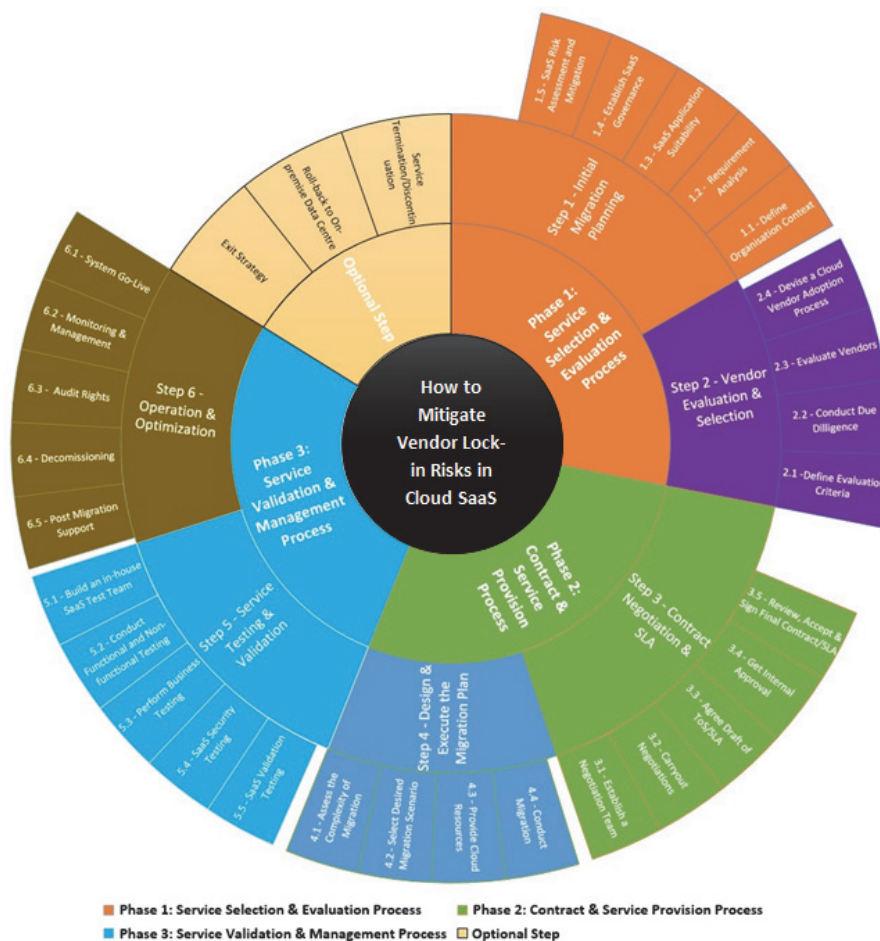 How to
Mitigate
Vendor Lock-
in Risks in
Cloud SaaS
Phase 1:
Service
Selection &
Evaluation
Process
Step 1 - Initial
Migration
Planning
1.1 - Define
Organisation Context
1.2 - Requirement
Analysis
1.3 - SaaS Application
Suitability
1.4 - Establish SaaS
Governance
1.5 - SaaS Risk
Assessment and
Mitigation
Step 2 - Vendor
Evaluation &
Selection
2.4 - Devise a Cloud
Vendor Adoption
Process
2.3 - Evaluate Vendors
2.2 - Conduct Due
Dilligence
2.1 -Define Evaluation
Criteria
Phase 2:
Contract &
Service
Provision
Process
Step 3 - Contract
Negotiation &
SLA
3.5 - Review, Accept &
Sign Final Contract/SLA
3.4 - Get Internal
Approval
3.3 - Agree Draft of
ToS/SLA
3.2 - Carryout
Negotiations
3.1 - Establish a
Negotiation Team
Step 4 - Design &
Execute the
Migration Plan
4.1 - Assess the
Complexity of
Migration
4.2 - Select Desired
Migration Scenario
4.3 - Provide Cloud
Resources
4.4 - Conduct
Migration
Phase 3:
Service
Validation &
Management
Process
Step 5 - Service
Testing &
Validation
5.1 - Build an in-house
SaaS Test Team
5.2 - Conduct
Functional and Non-
functional Testing
5.3 - Perform Business
Testing
5.4 - SaaS Security
Testing
5.5 - SaaS Validation
Testing
Step 6 -
Operation &
Optimization
6.1 - System Go-Live
6.2 - Monitoring &
Management
6.3 - Audit Rights
6.4 - Decomissioning
6.5 - Post Migration
Support
Optional Step
Exit Strategy
Roll-back to On-
premise Data Centre
Service
Termination/Discontin
uation
Phase 1: Service Selection & Evaluation Process
Phase 2: Contract & Service Provision Process
Phase 3: Service Validation & Management Process
Optional Step